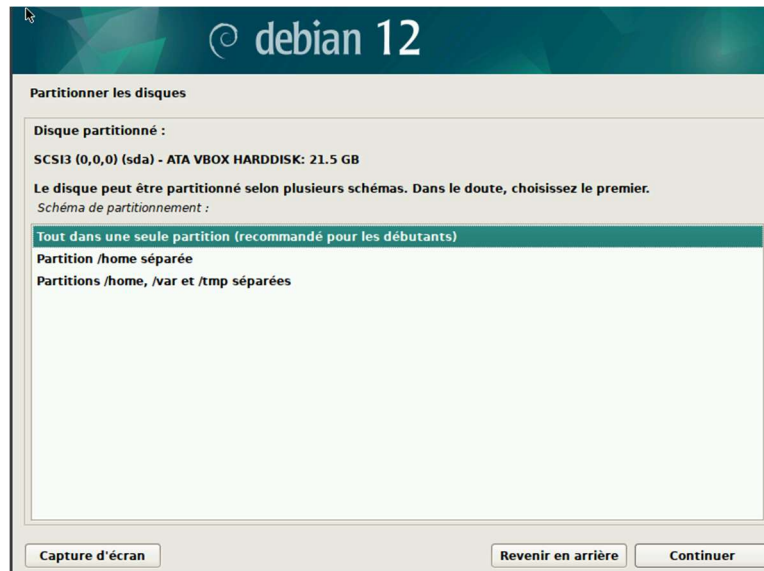 debian 12
Partitionner les disques
Disque partitionné :
SCSI3 (0,0,0) (sda) - ATA VBOX HARDDISK: 21.5 GB
Le disque peut être partitionné selon plusieurs schémas. Dans le doute, choisissez le premier.
Schéma de partitionnement :
Tout dans une seule partition (recommandé pour les débutants)
Partition /home séparée
Partitions /home, /var et /tmp séparées
Capture d'écran
Revenir en arrière
Continuer